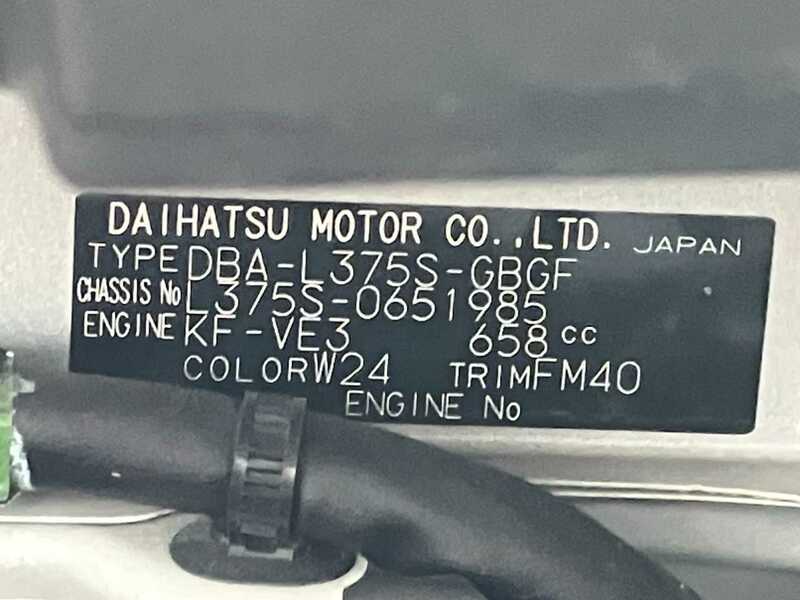 DAIHATSU MOTOR CO.,LTD. JAPAN
TYPE DBA-L375S-GBGF
CHASSIS No L375S-0651985
ENGINE KF-VE3 658 cc
COLOR W24 TRIM FM40
ENGINE No